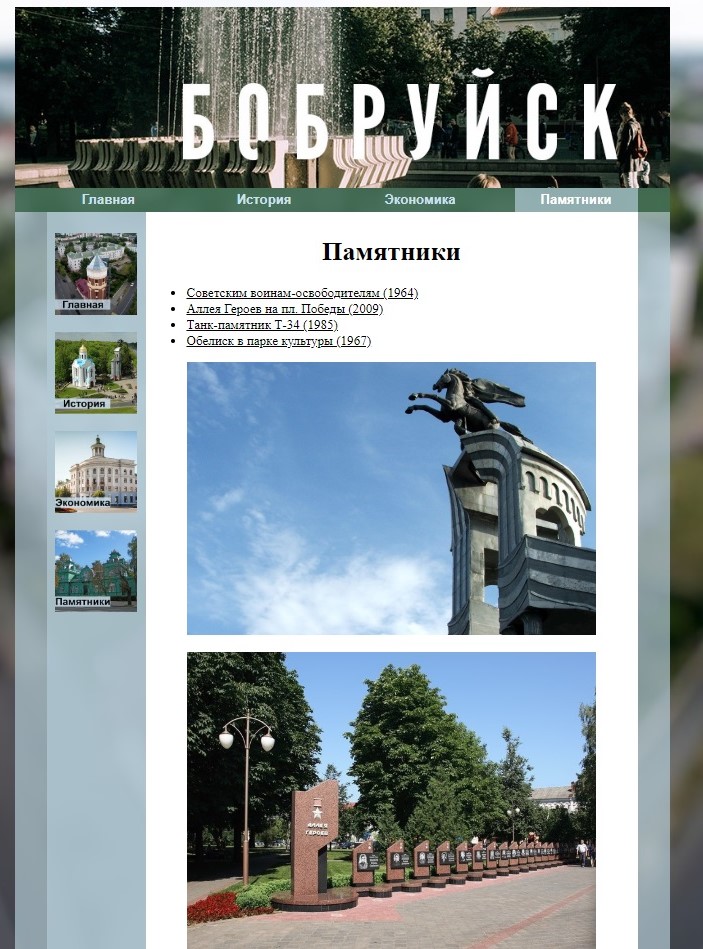 БОБРУЙСК
Главная История Экономика Памятники
Главная
История
Экономика
Памятники
Памятники
Советским воинам-освободителям (1964)
Аллея Героев на пл. Победы (2009)
Танк-памятник Т-34 (1985)
Обелиск в парке культуры (1967)
АЛЛЕЯ
ГЕРОЕВ